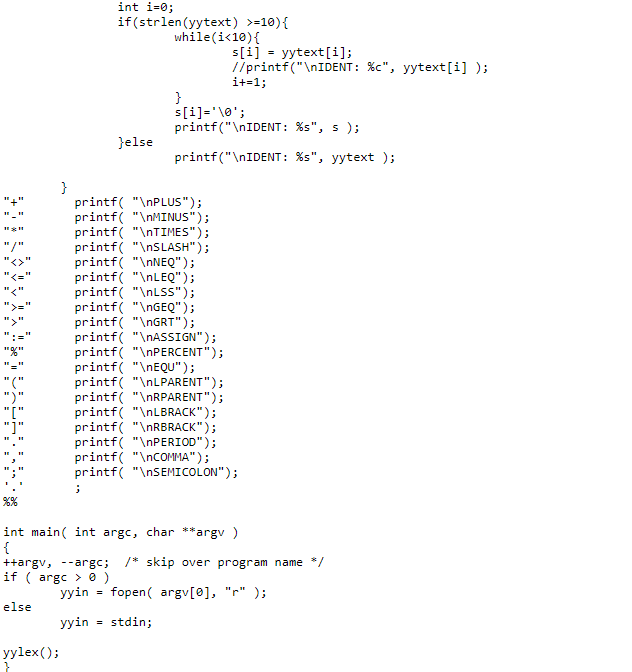 int i=0;
if(strlen(yytext) >=10){
while(i<10){
s[i] = yytext[i];
//printf("\nIDENT: %c", yytext[i] );
i+=1;
}
s[i]='\0';
printf("\nIDENT: %s", s );
}else
printf("\nIDENT: %s", yytext );
}
"+" printf( "\nPLUS");
"-" printf( "\nMINUS");
"*" printf( "\nTIMES");
"/" printf( "\nSLASH");
"<>" printf( "\nNEQ");
"<=" printf( "\nLEQ");
"<" printf( "\nLSS");
">=" printf( "\nGEQ");
">" printf( "\nGRT");
":=" printf( "\nASSIGN");
"%" printf( "\nPERCENT");
"=" printf( "\nEQU");
"(" printf( "\nLPARENT");
")" printf( "\nRPARENT");
"[" printf( "\nLBRACK");
"]" printf( "\nRBRACK");
"." printf( "\nPERIOD");
"," printf( "\nCOMMA");
";" printf( "\nSEMICOLON");
'.' ;
%%
int main( int argc, char **argv )
{
++argv, --argc; /* skip over program name */
if ( argc > 0 )
yyin = fopen( argv[0], "r" );
else
yyin = stdin;
yylex();
}